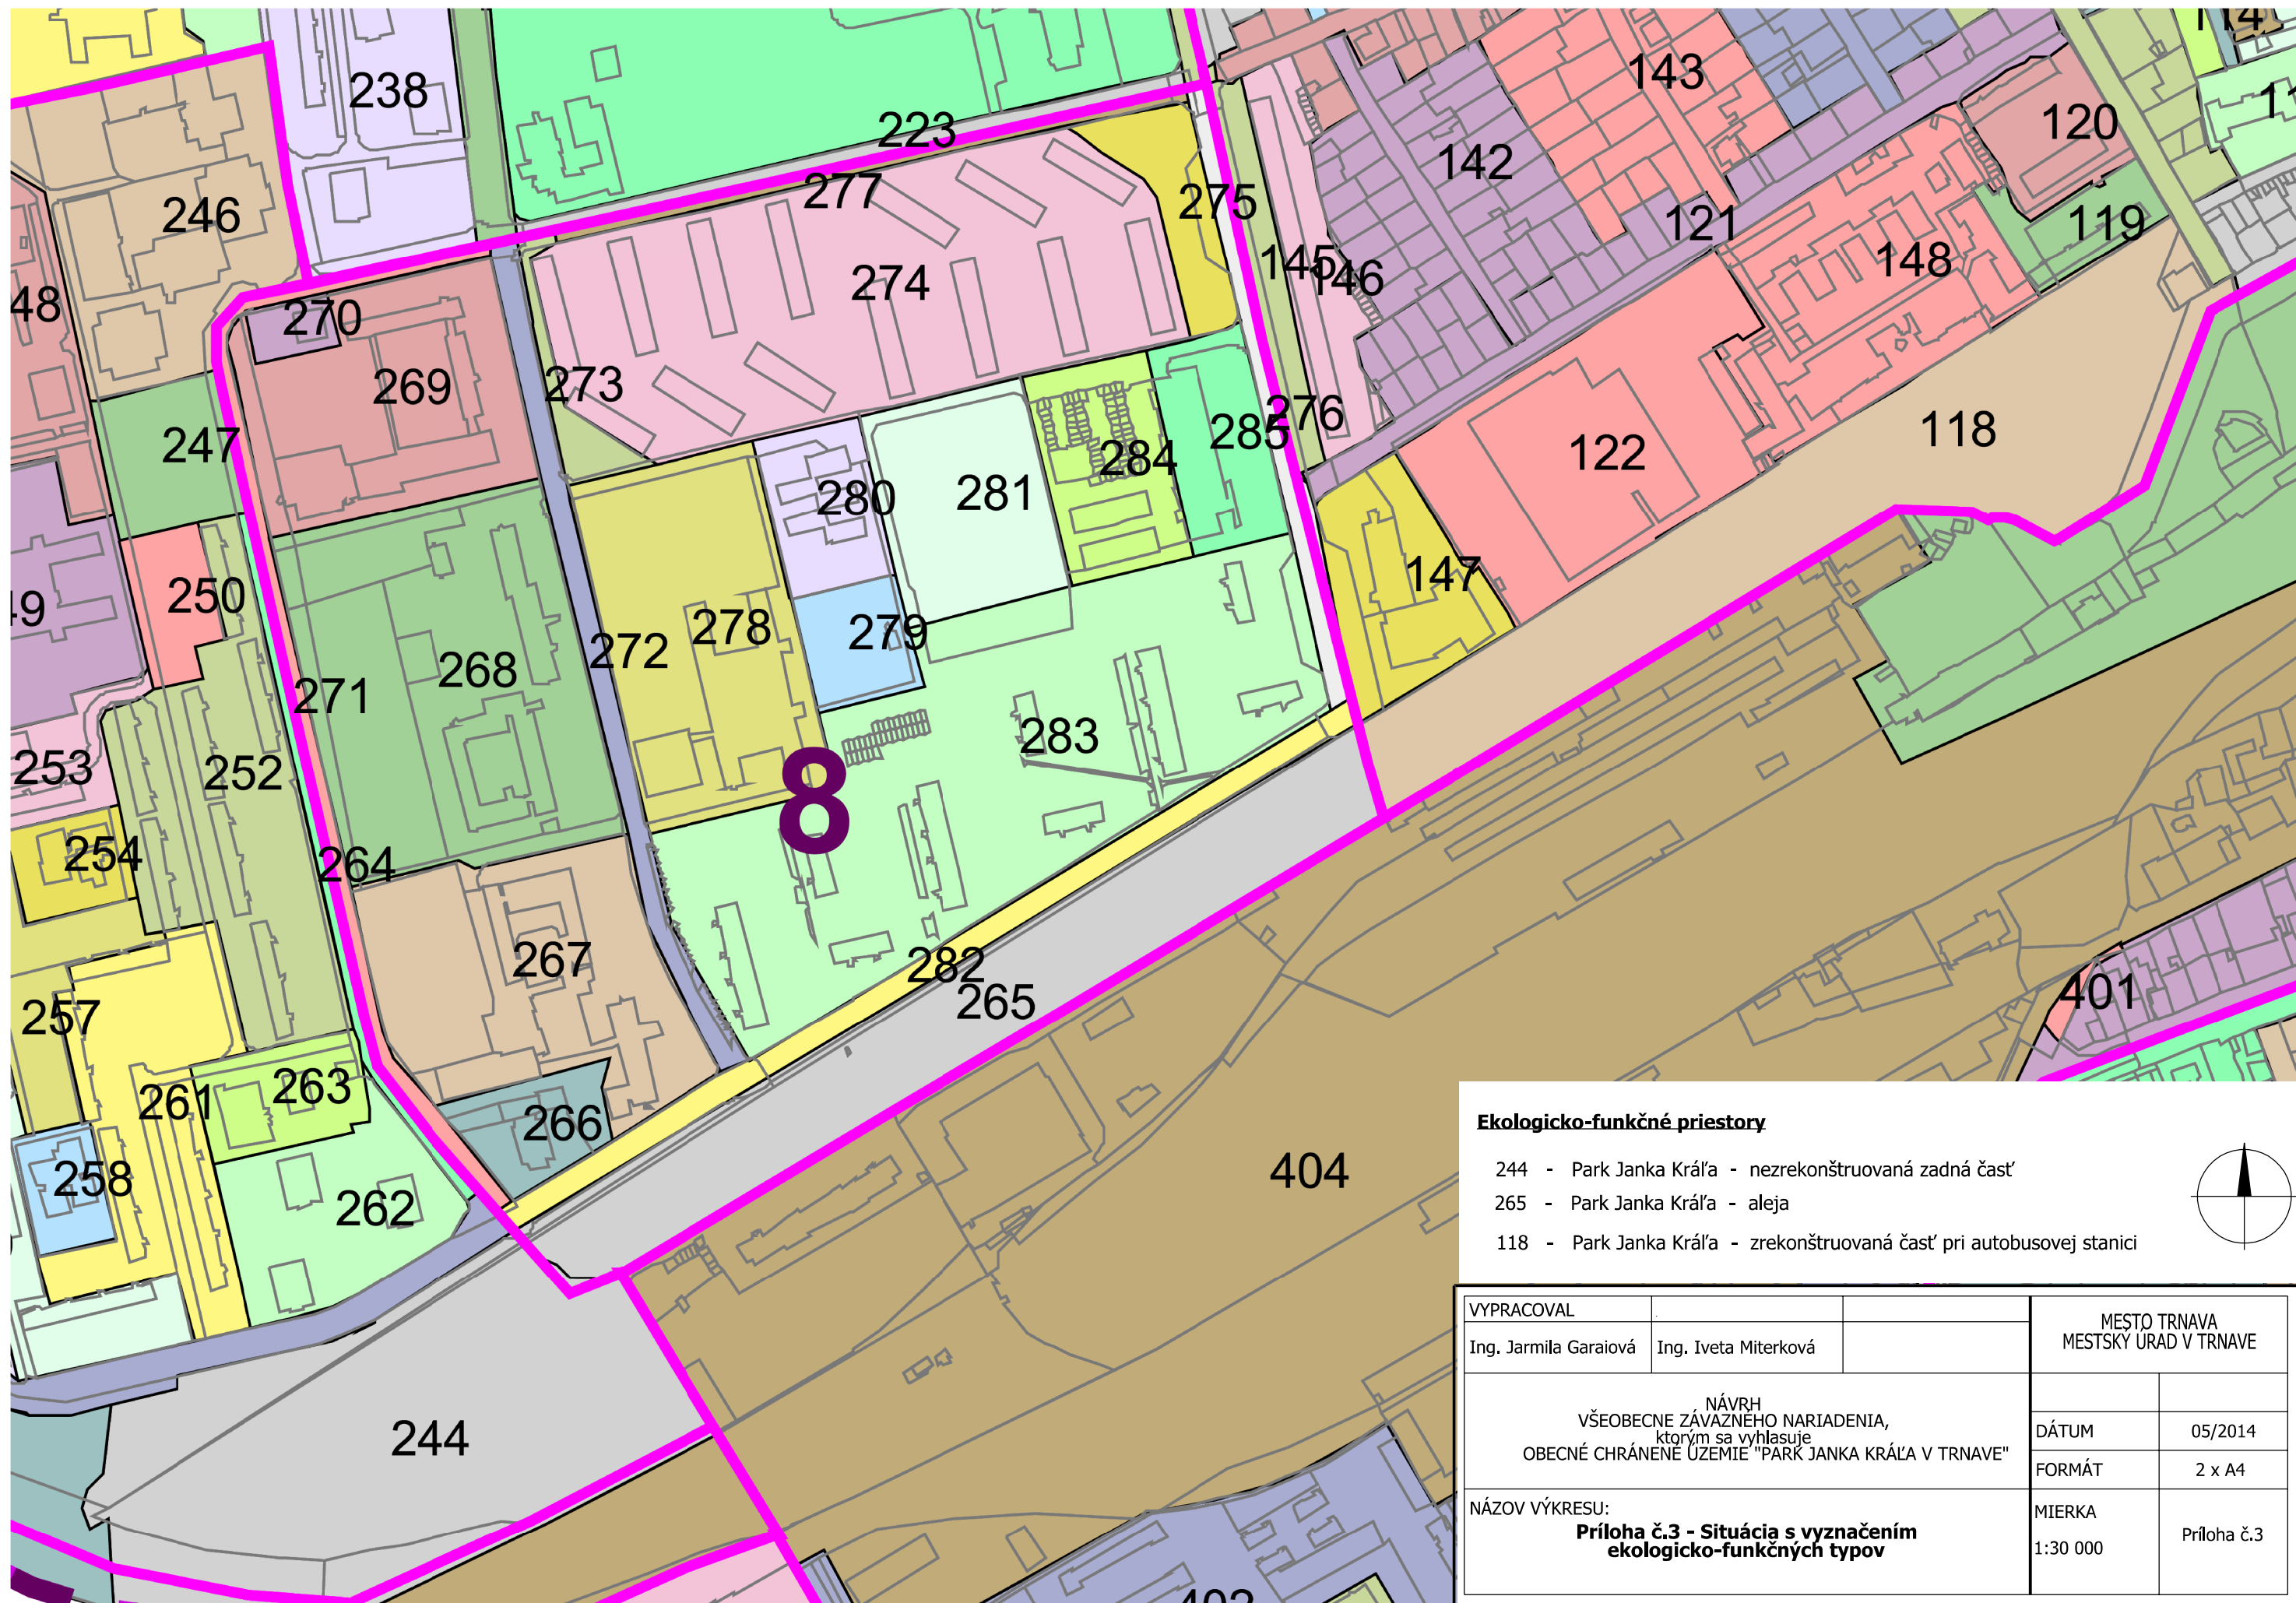 114
238
143
120
11
223
142
277
246
275
119
121
148
145
146
274
48
270
269
273
276
285
118
247
122
284
281
280
147
250
49
278
279
272
268
271
283
253
252
8
254
264
267
282
265
401
257
263
261
266
258
262
404
244
402
Ekologicko-funkčné priestory
244 - Park Janka Kráľa - nezrekonštruovaná zadná časť
265 - Park Janka Kráľa - aleja
118 - Park Janka Kráľa - zrekonštruovaná časť pri autobusovej stanici
VYPRACOVAL
Ing. Jarmila Garaiová Ing. Iveta Miterková
MESTO TRNAVA
MESTSKÝ ÚRAD V TRNAVE
NÁVRH
VŠEOBECNE ZÁVAZNÉHO NARIADENIA,
ktorým sa vyhlasuje
OBECNÉ CHRÁNENÉ ÚZEMIE "PARK JANKA KRÁĽA V TRNAVE"
DÁTUM 05/2014
FORMÁT 2 x A4
NÁZOV VÝKRESU:
Príloha č.3 - Situácia s vyznačením
ekologicko-funkčných typov
MIERKA
1:30 000
Príloha č.3